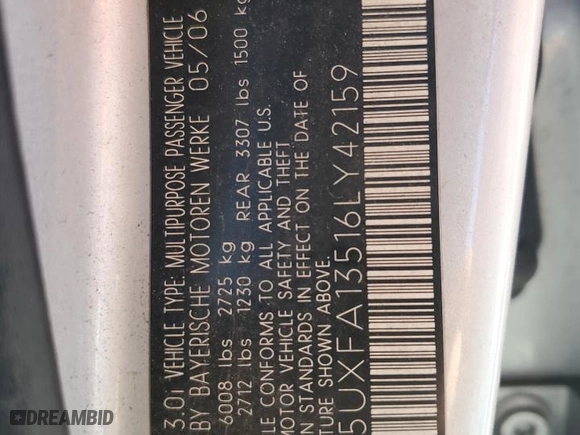 3.0I VEHICLE TYPE: MULTIPURPOSE PASSENGER VEHICLE
BY BAYERISCHE MOTOREN WERKE 05/06
6008 lbs 2725 kg
2712 lbs 1230 kg REAR 3307 lbs 1500 kg
LE CONFORMS TO ALL APPLICABLE U.S.
MOTOR VEHICLE SAFETY AND THEFT
N STANDARDS IN EFFECT ON THE DATE OF
TURE SHOWN ABOVE.
5UXFA13516LY42159
DREAMBID